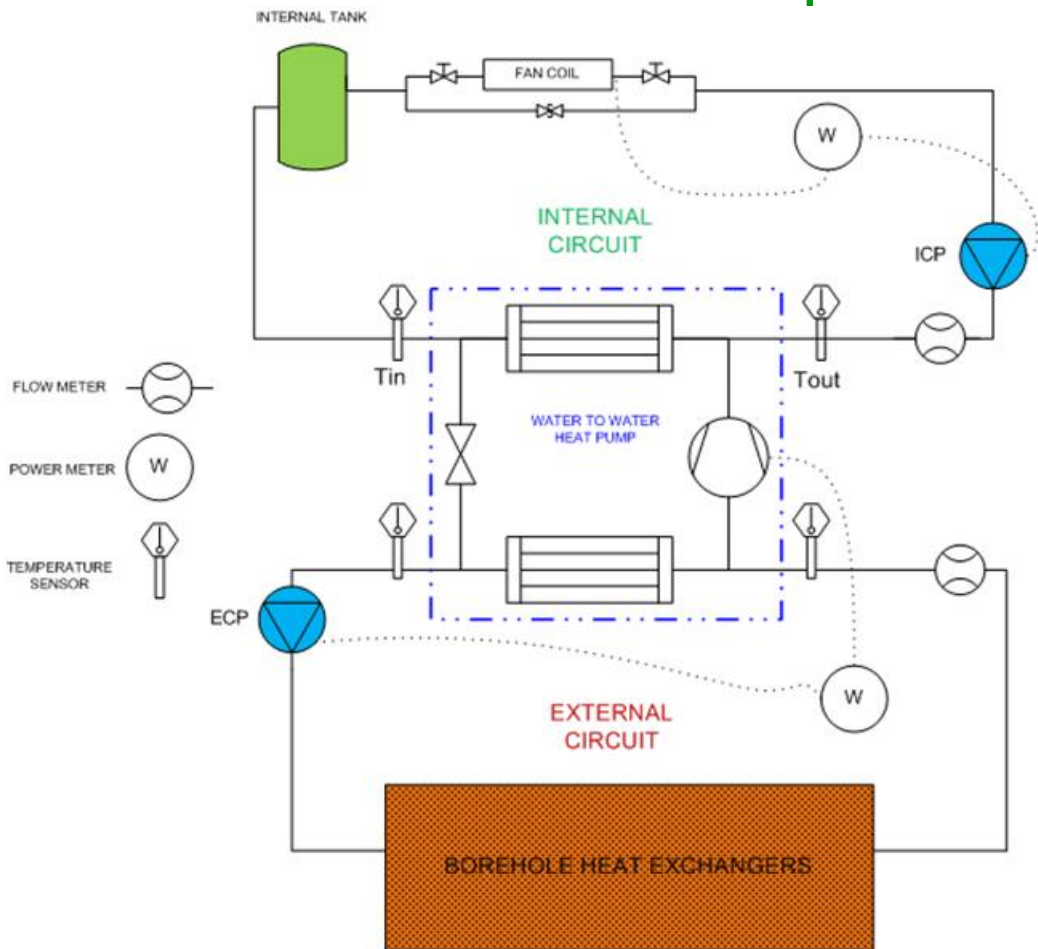 INTERNAL TANK
FAN COIL
W
INTERNAL
CIRCUIT
ICP
Tin
Tout
FLOW METER
WATER TO WATER
HEAT PUMP
POWER METER
W
TEMPERATURE
SENSOR
ECP
W
EXTERNAL
CIRCUIT
BOREHOLE HEAT EXCHANGERS